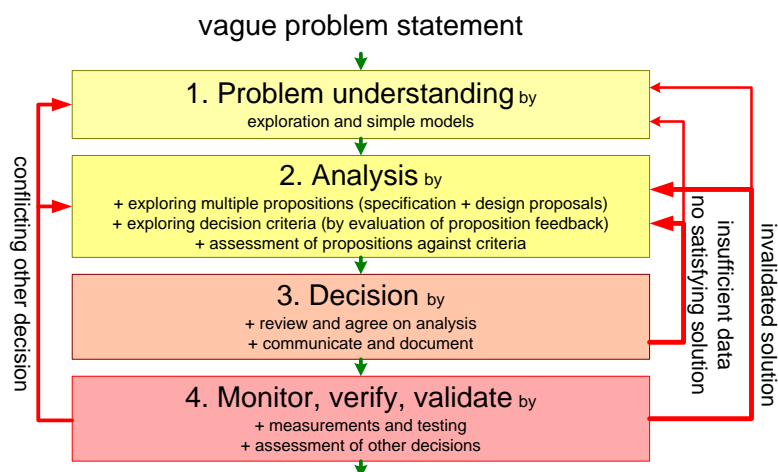 vague problem statement
1. Problem understanding by
exploration and simple models
2. Analysis by
+ exploring multiple propositions (specification + design proposals)
+ exploring decision criteria (by evaluation of proposition feedback)
+ assessment of propositions against criteria
3. Decision by
+ review and agree on analysis
+ communicate and document
4. Monitor, verify, validate by
+ measurements and testing
+ assessment of other decisions
conflicting other decision
insufficient data
no satisfying solution
invalidated solution